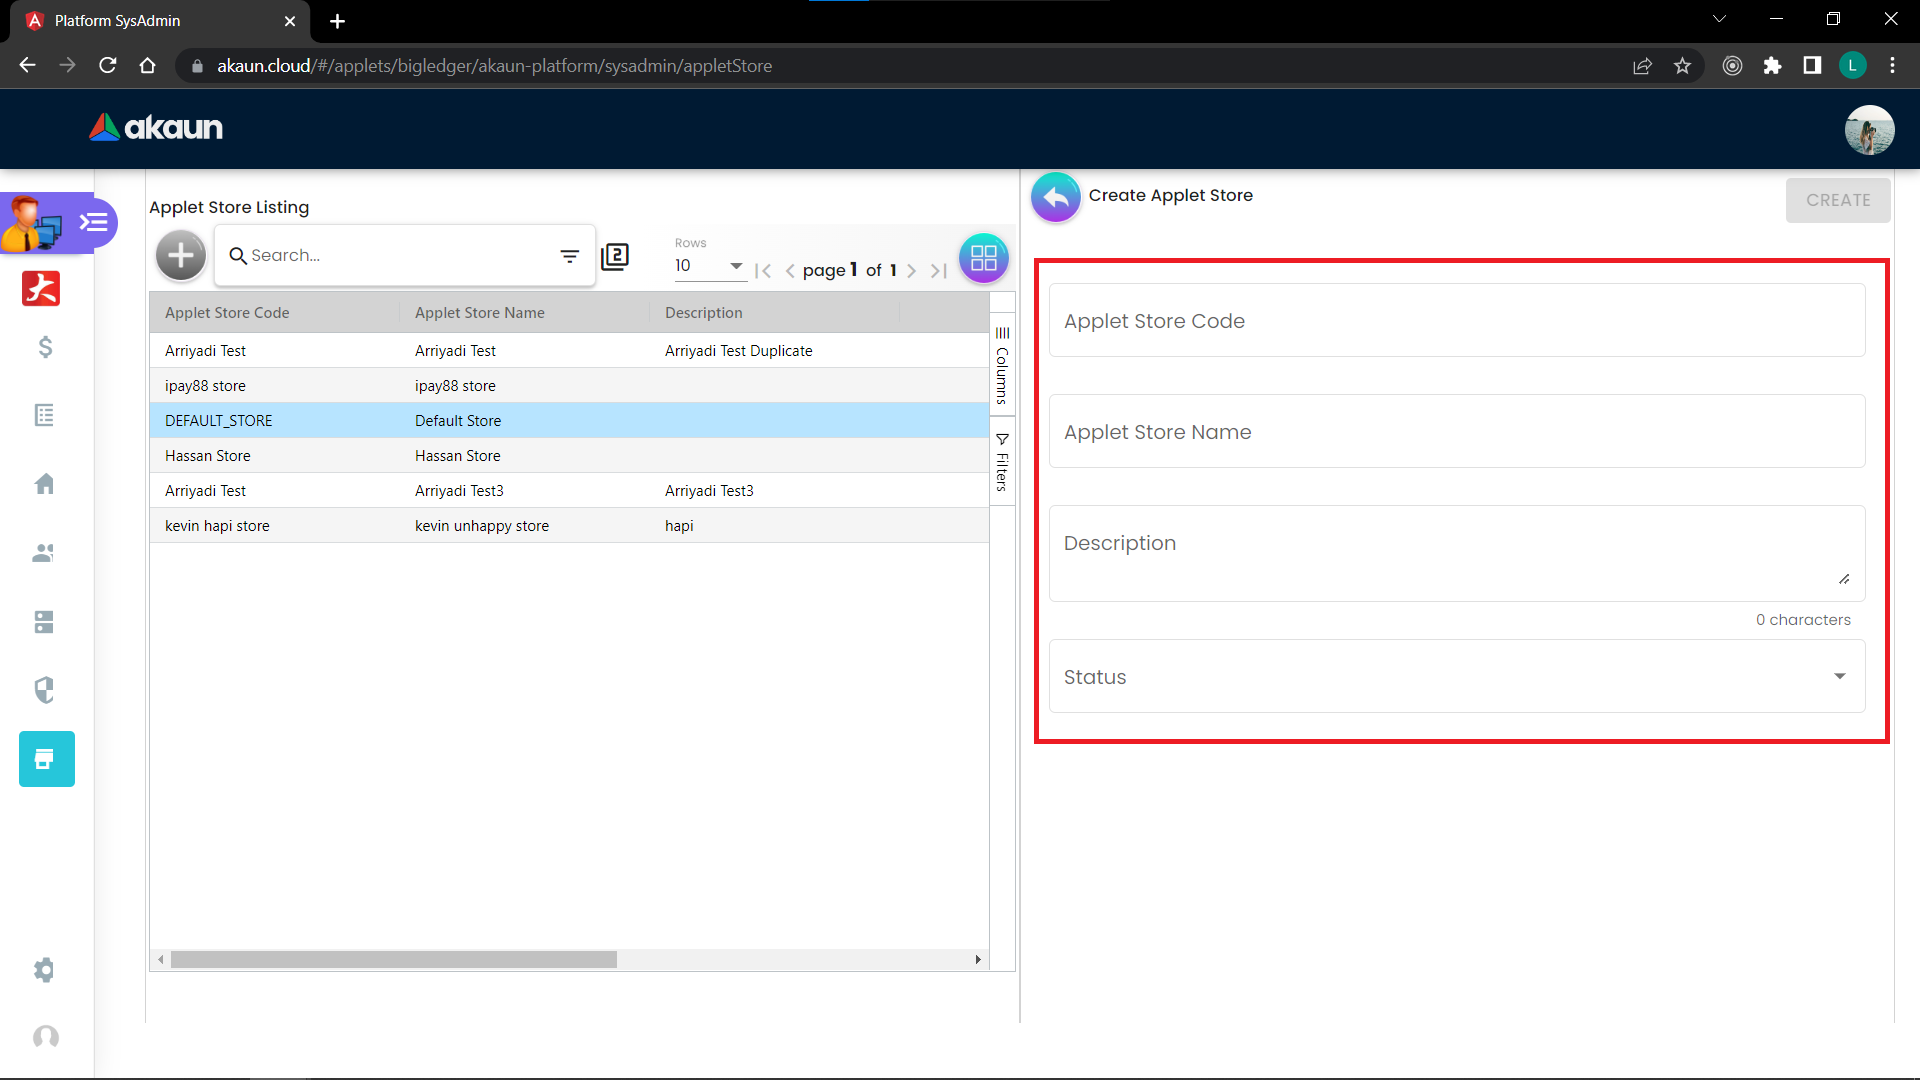 Platform SysAdmin
akaun.cloud/#/applets/bigledger/akaun-platform/sysadmin/appletStore
L
akaun
Applet Store Listing
Search...
2
Rows
10
page 1 of 1
Applet Store Code Applet Store Name Description
Arriyadi Test Arriyadi Test Arriyadi Test Duplicate
ipay88 store ipay88 store
DEFAULT_STORE Default Store
Hassan Store Hassan Store
Arriyadi Test Arriyadi Test3 Arriyadi Test3
kevin hapi store kevin unhappy store hapi
Columns
Filters
Create Applet Store
CREATE
Applet Store Code
Applet Store Name
Description
0 characters
Status